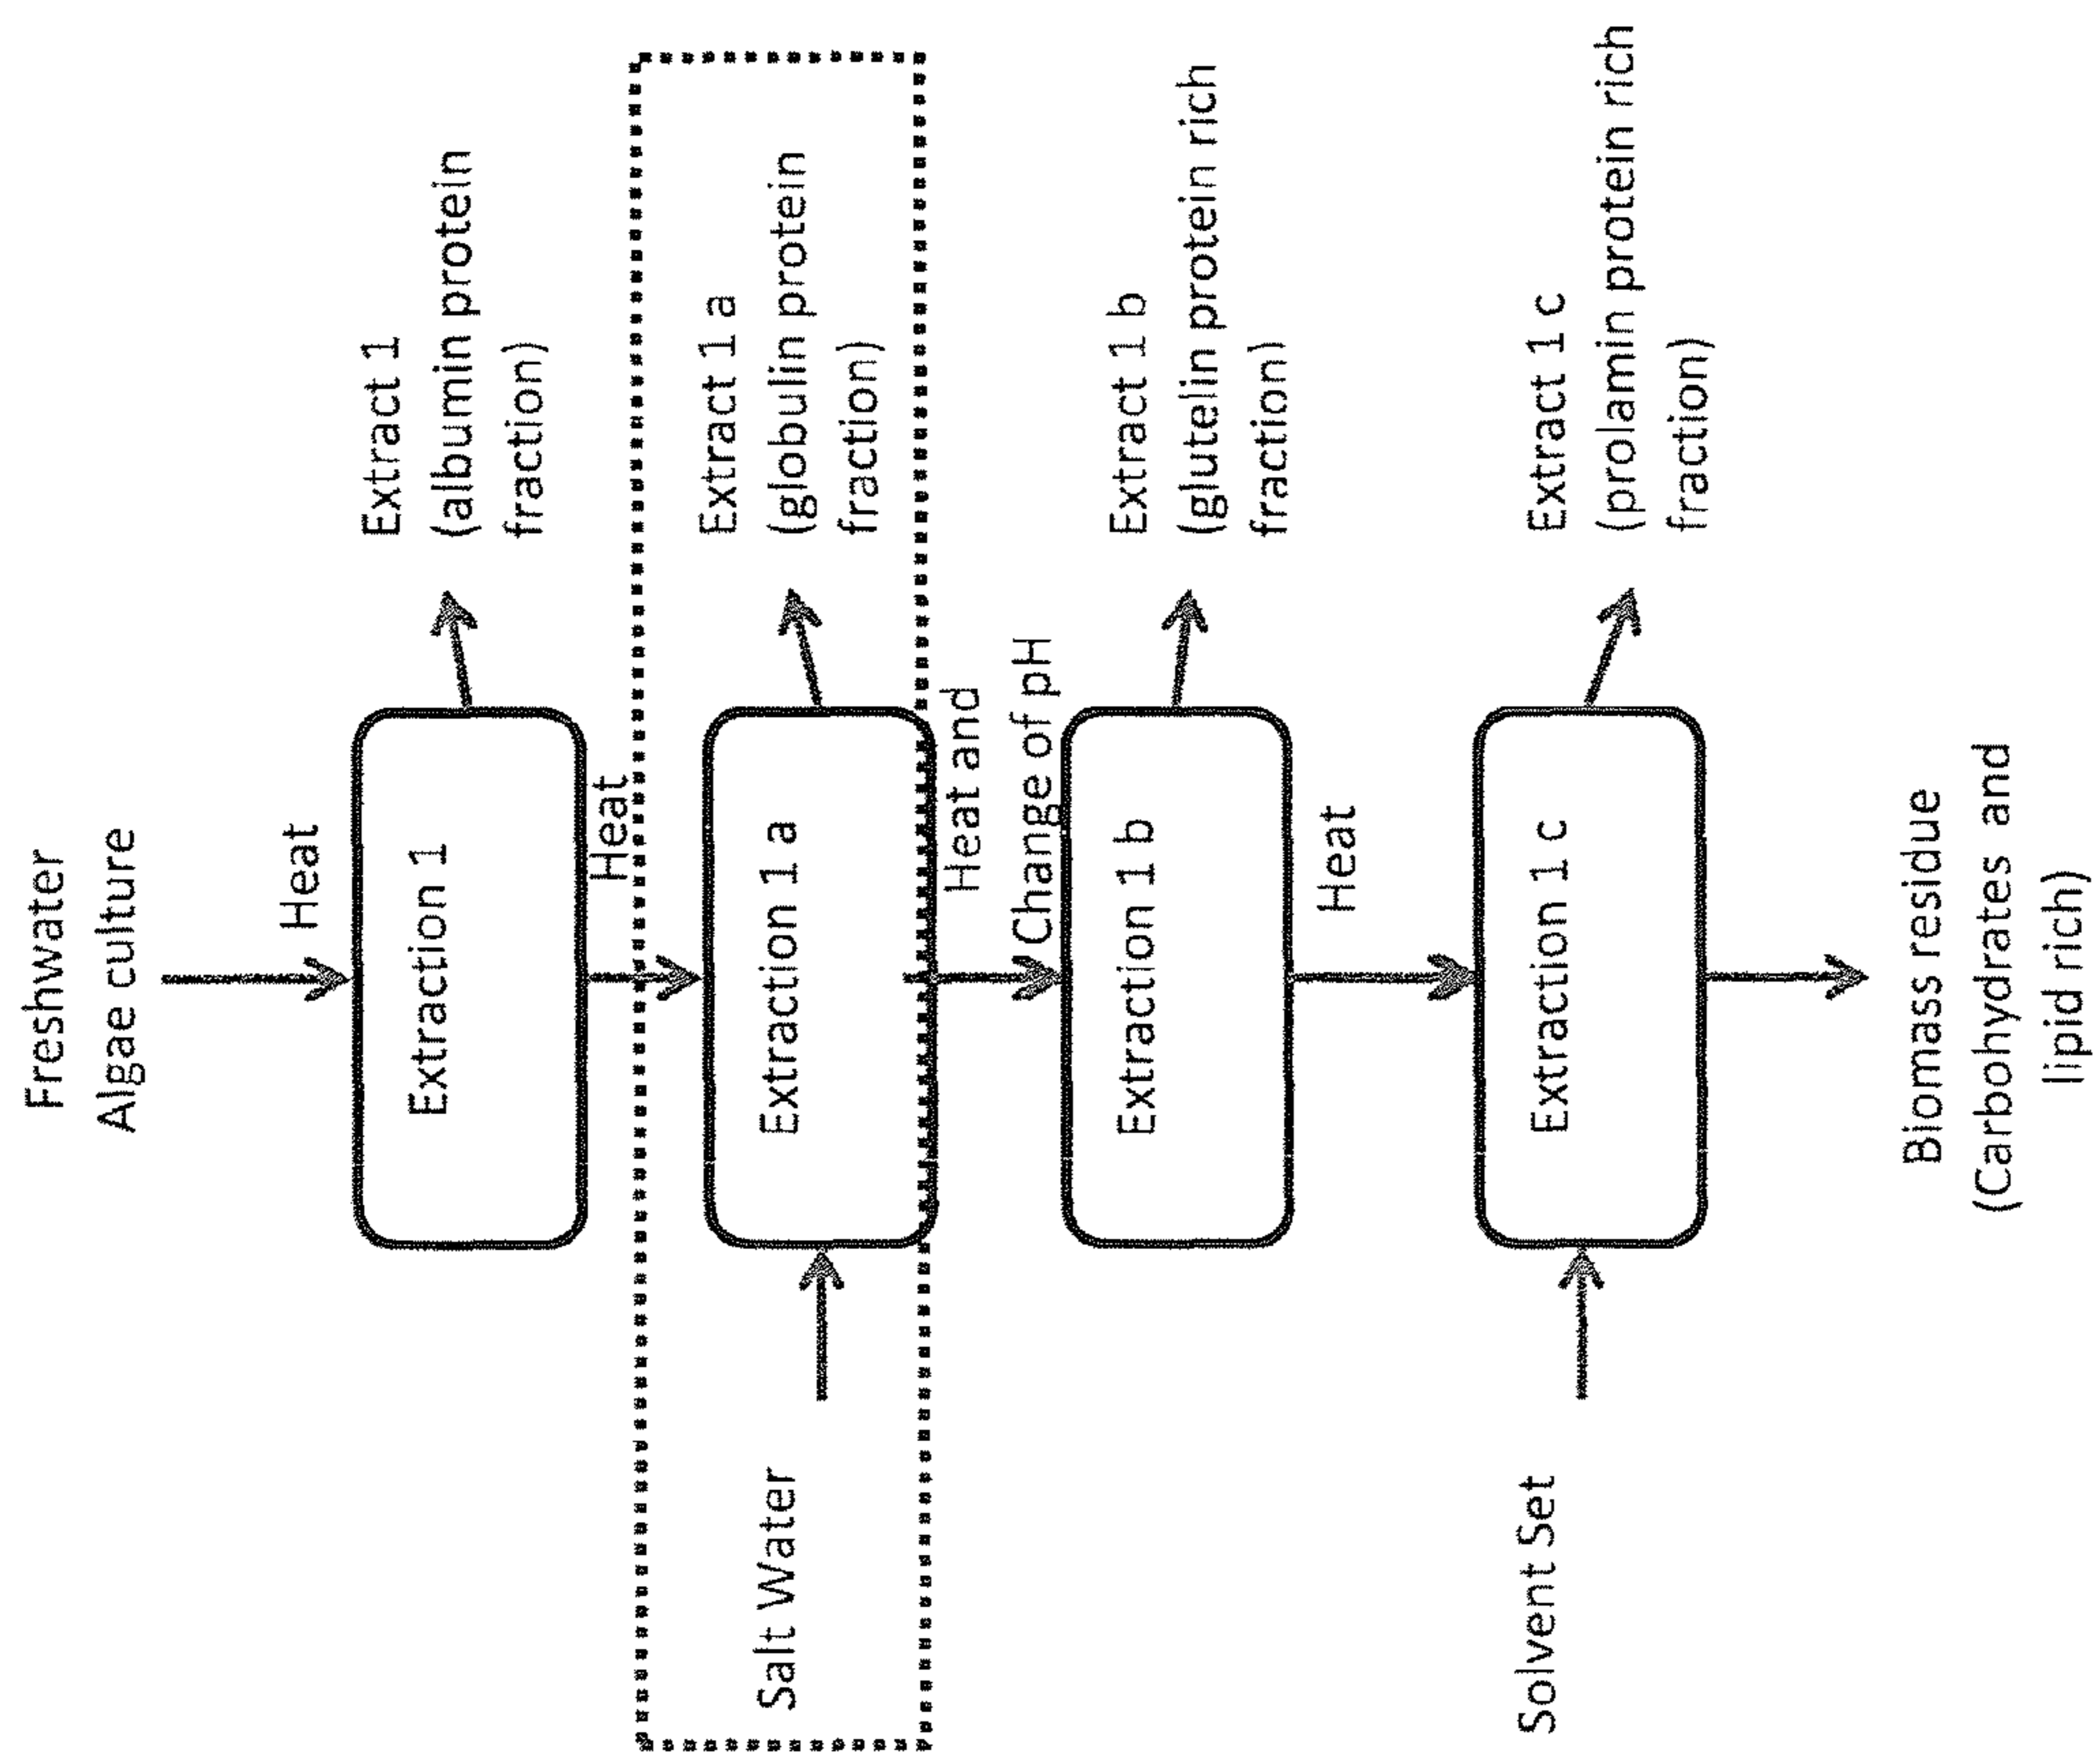 Freshwater
Algae culture
Heat
Extraction 1
Extract 1
(albumin protein
fraction)
Heat
Salt Water
Extraction 1 a
Extract 1 a
(globulin protein
fraction)
Heat and
Change of pH
Extraction 1 b
Extract 1 b
(glutelin protein rich
fraction)
Heat
Solvent Set
Extraction 1 c
Extract 1 c
(prolamin protein rich
fraction)
Biomass residue
(Carbohydrates and
lipid rich)